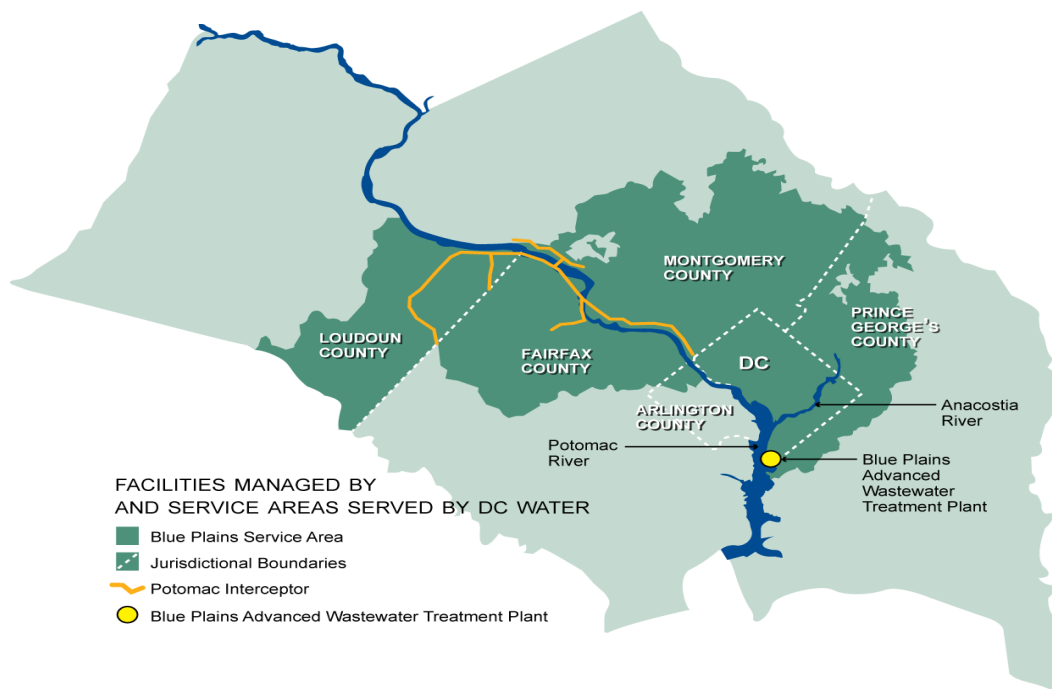 MONTGOMERY
COUNTY
PRINCE
GEORGE'S
COUNTY
LOUDOUN
COUNTY
FAIRFAX
COUNTY
DC
ARLINGTON
COUNTY
Anacostia
River
Potomac
River
Blue Plains
Advanced
Wastewater
Treatment Plant
FACILITIES MANAGED BY
AND SERVICE AREAS SERVED BY DC WATER
Blue Plains Service Area
Jurisdictional Boundaries
Potomac Interceptor
Blue Plains Advanced Wastewater Treatment Plant